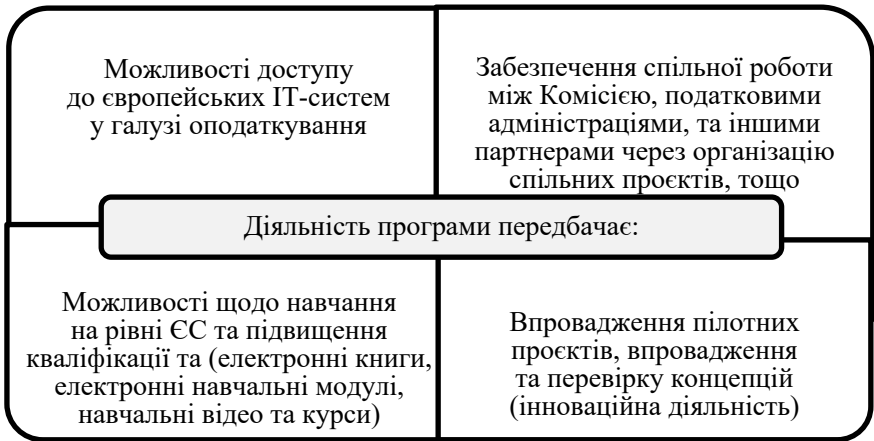 Можливості доступу
до європейських ІТ-систем
у галузі оподаткування
Забезпечення спільної роботи
між Комісією, податковими
адміністраціями, та іншими
партнерами через організацію
спільних проєктів, тощо
Діяльність програми передбачає:
Можливості щодо навчання
на рівні ЄС та підвищення
кваліфікації та (електронні книги,
електронні навчальні модулі,
навчальні відео та курси)
Впровадження пілотних
проєктів, впровадження
та перевірку концепцій
(інноваційна діяльність)